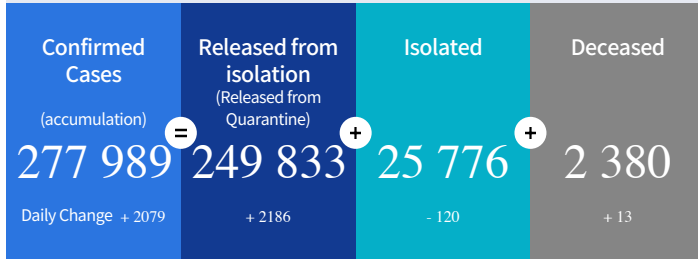 Confirmed
Cases
(accumulation)
277 989
Daily Change + 2079
=
Released from
isolation
(Released from
Quarantine)
249 833
+ 2186
+
Isolated
25 776
- 120
+
Deceased
2 380
+ 13